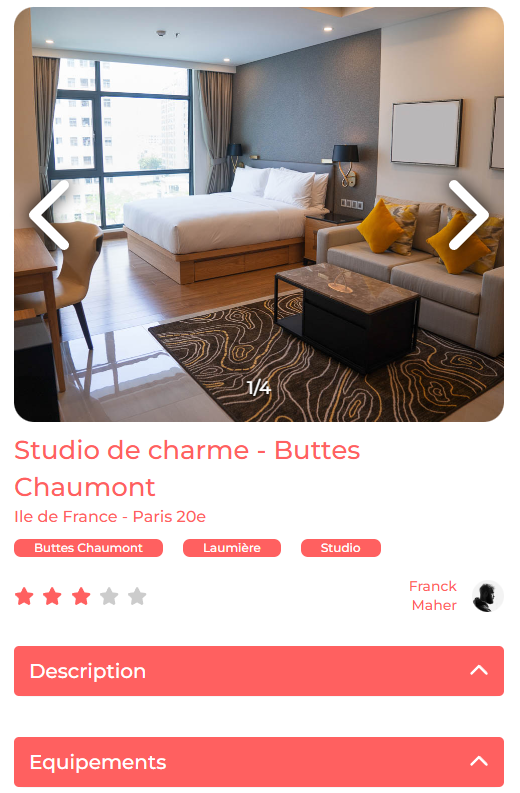 1/4
Studio de charme - Buttes
Chaumont
Ile de France - Paris 20e
Buttes Chaumont
Laumière
Studio
Franck
Maher
Description
Equipements